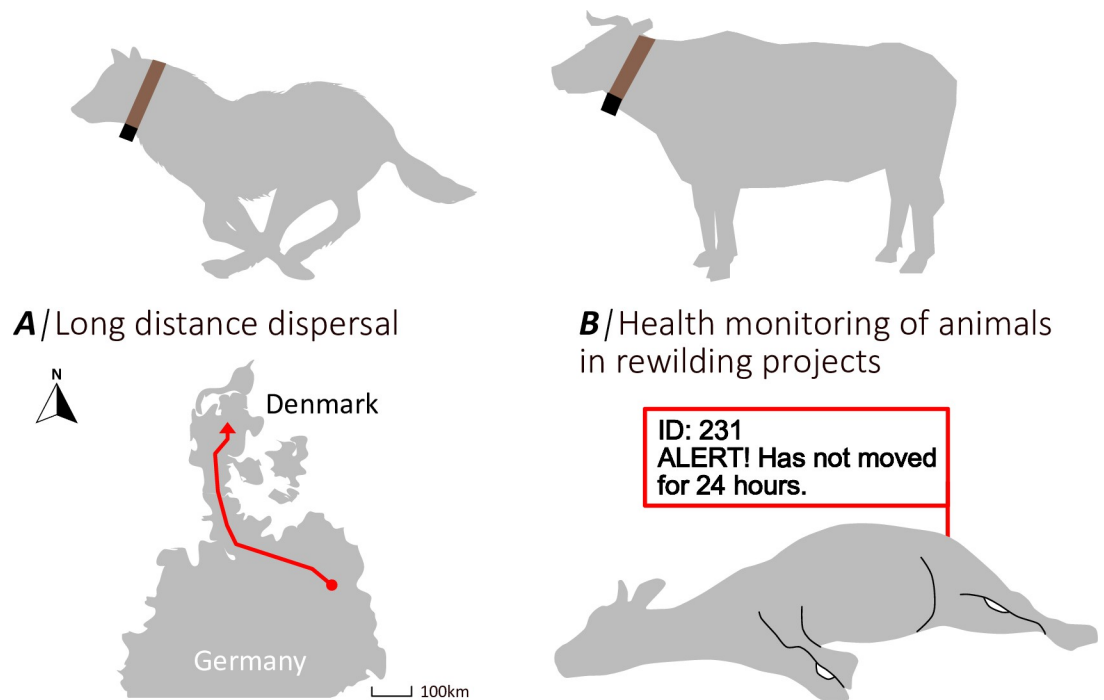 A/Long distance dispersal
B/Health monitoring of animals
in rewilding projects
N
Denmark
Germany
100km
ID: 231
ALERT! Has not moved
for 24 hours.